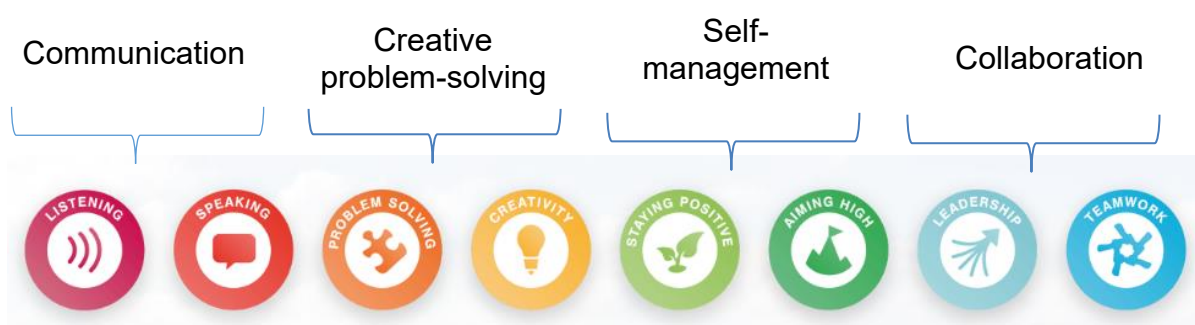 Communication
Creative
problem-solving
Self-
management
Collaboration
LISTENING
SPEAKING
PROBLEM SOLVING
CREATIVITY
STAYING POSITIVE
AIMING HIGH
LEADERSHIP
TEAMWORK